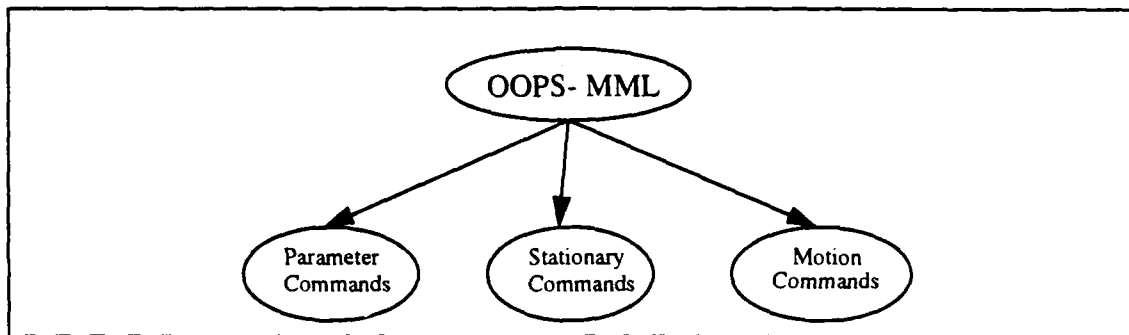 OOPS- MML
Parameter
Commands
Stationary
Commands
Motion
Commands